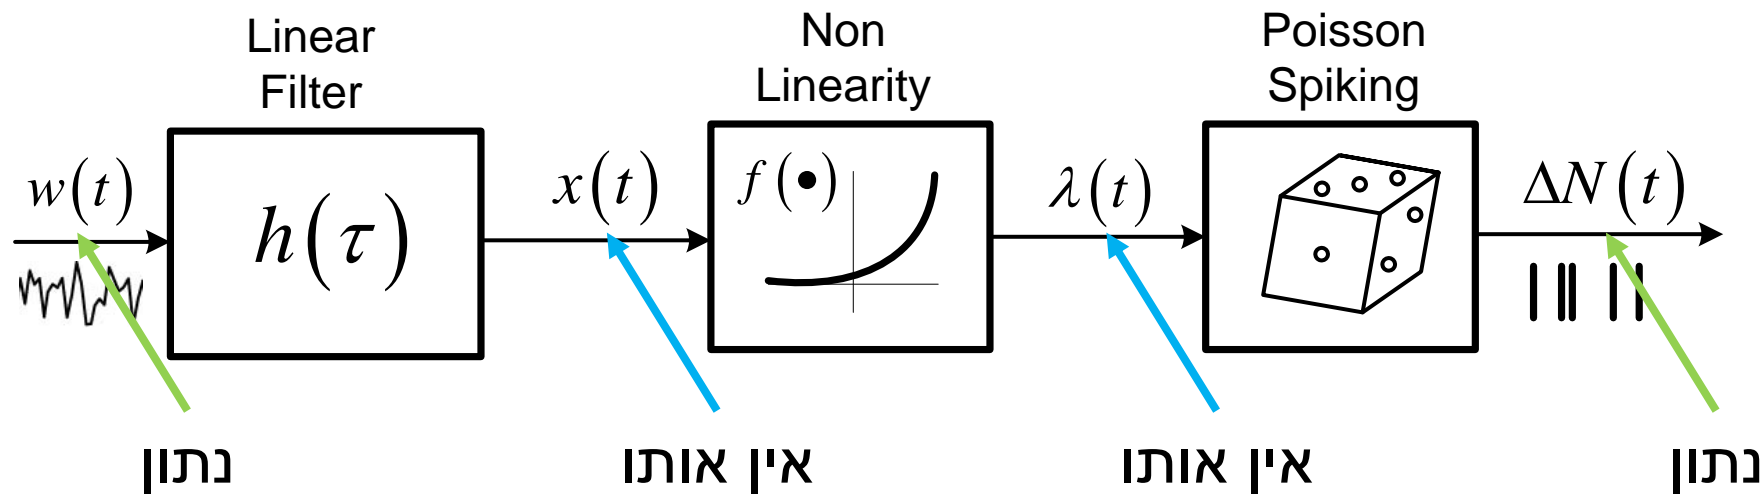 Linear
Filter
Non
Linearity
Poisson
Spiking
w(t)
h(τ)
x(t)
f(•)
λ(t)
ΔN(t)
נתון
אין אותו
אין אותו
נתון